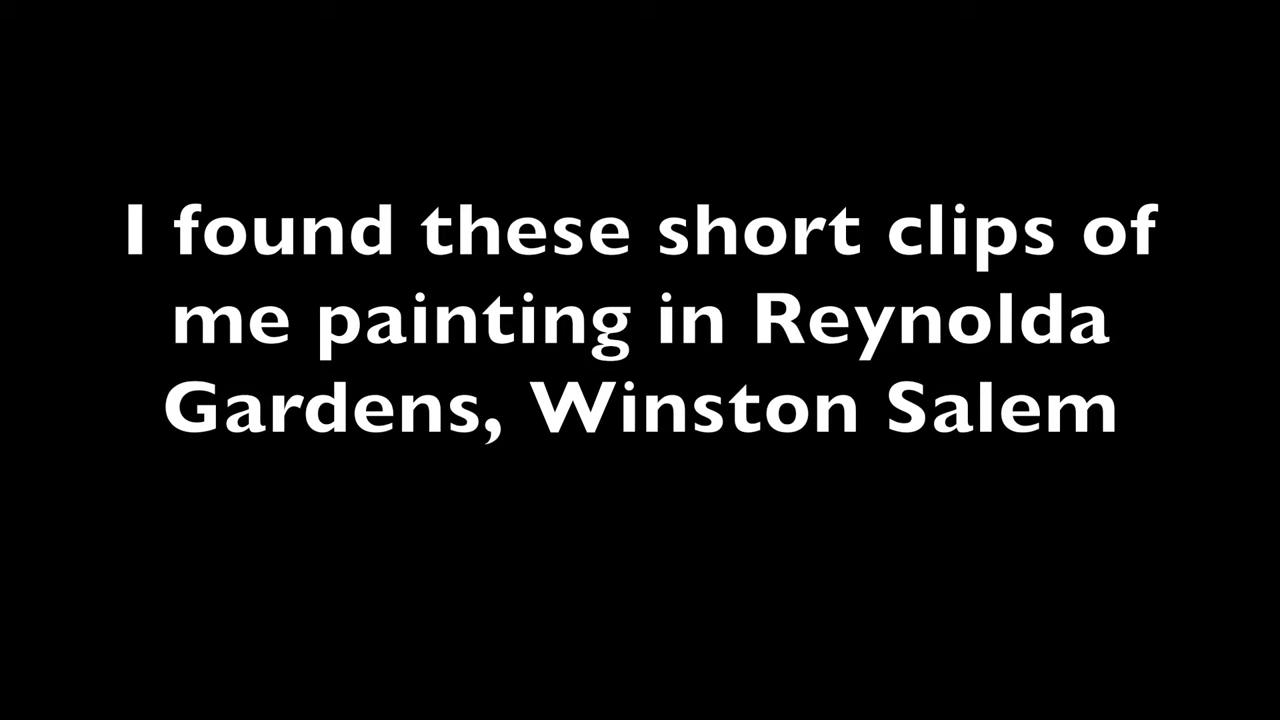 I found these short clips of
me painting in Reynolda
Gardens, Winston Salem